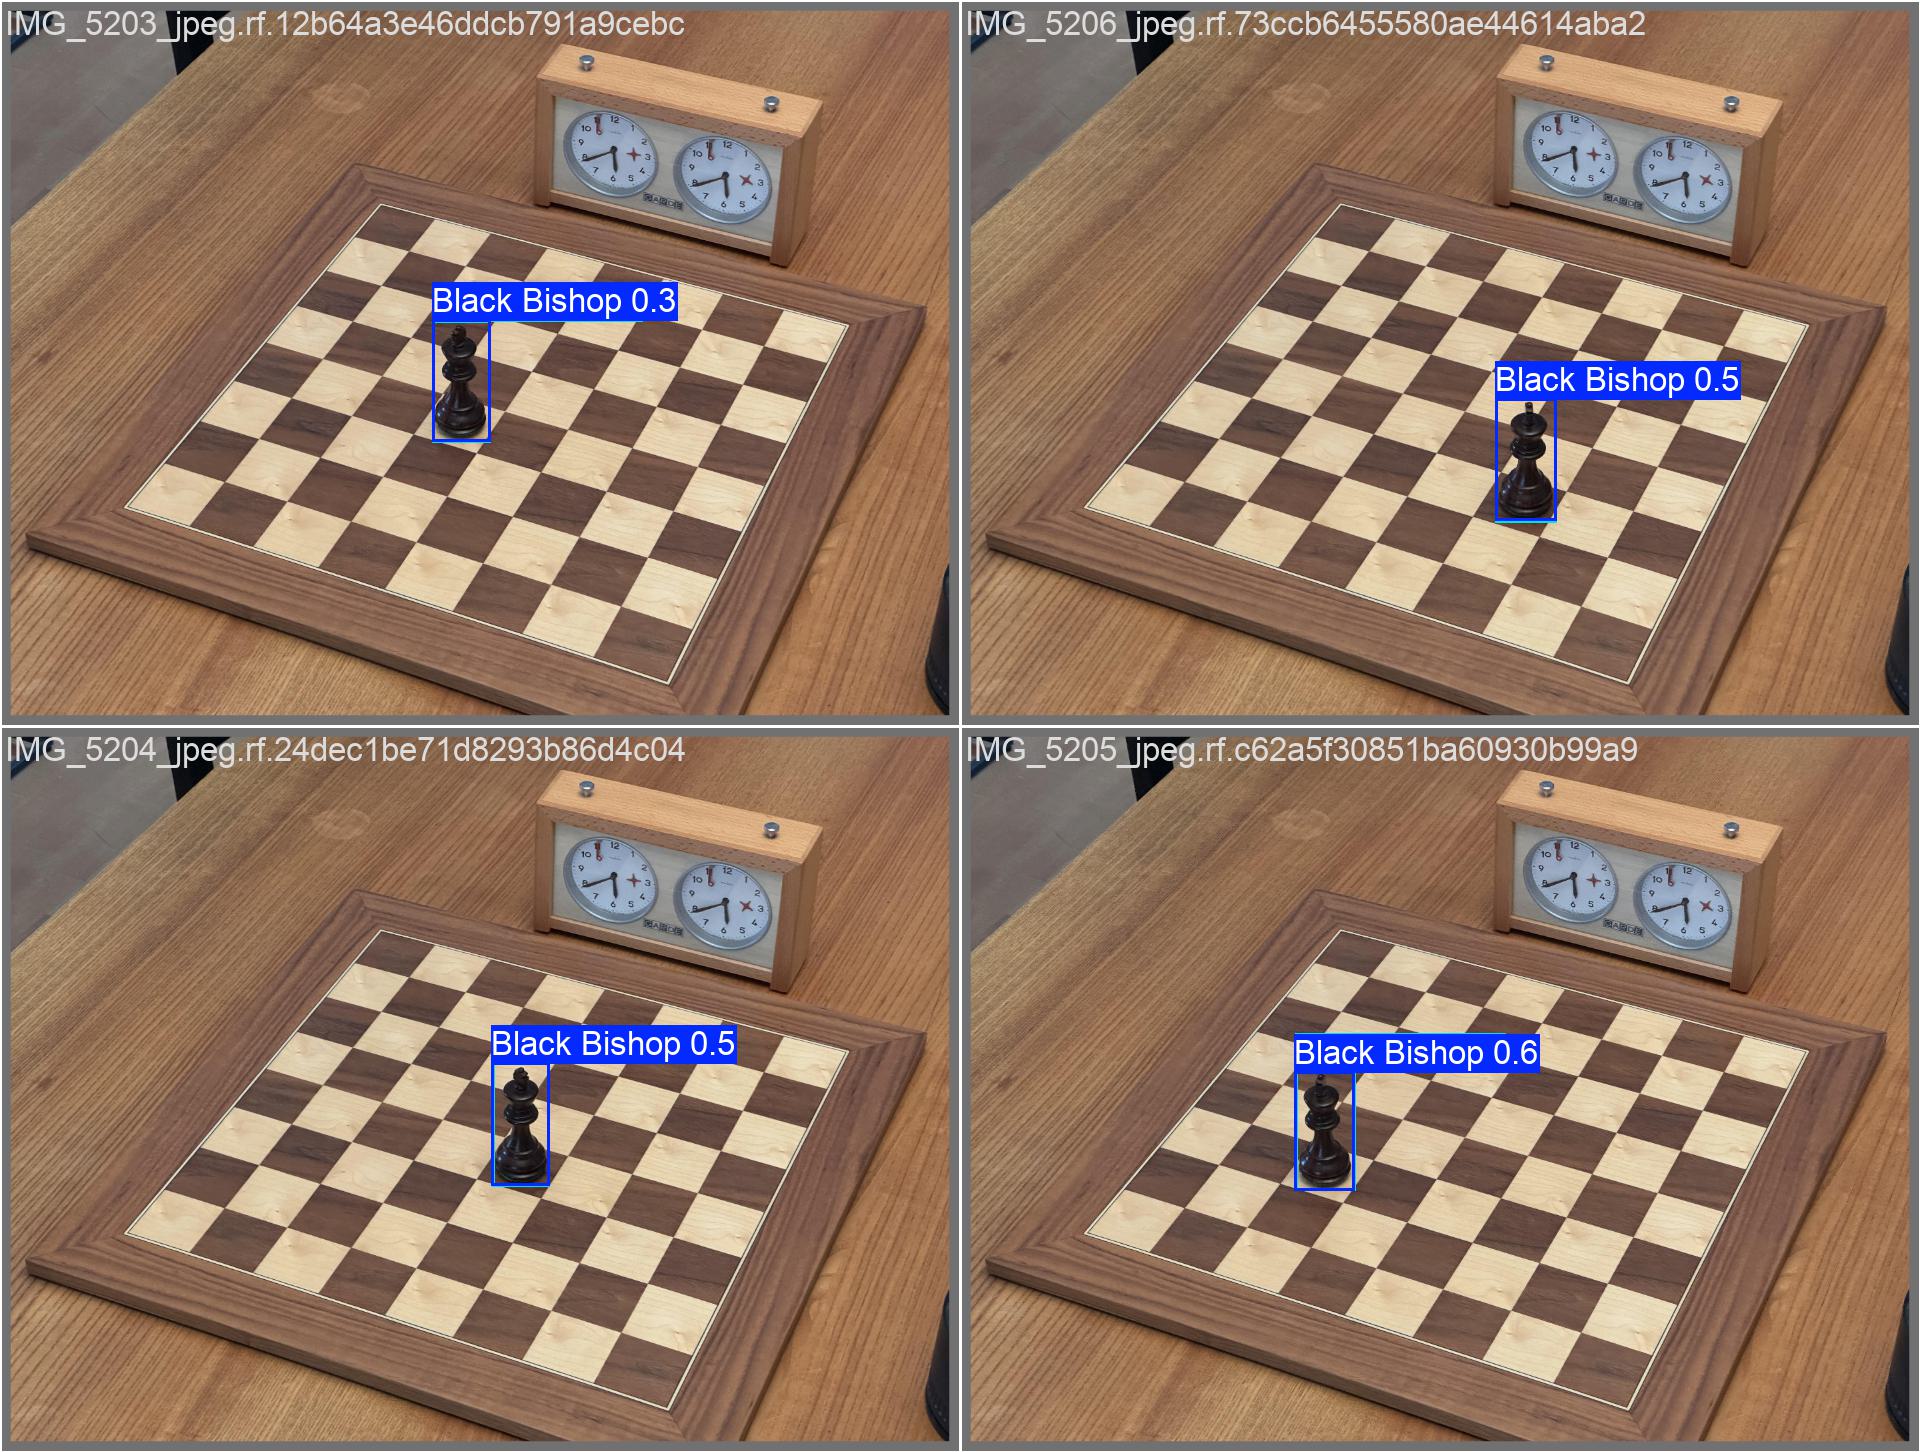 IMG_5203_jpeg.rf.12b64a3e46ddcb791a9cebc
Black Bishop 0.3
IMG_5206_jpeg.rf.73ccb6455580ae44614aba2
Black Bishop 0.5
IMG_5204_jpeg.rf.24dec1be71d8293b86d4c04
Black Bishop 0.5
IMG_5205_jpeg.rf.c62a5f30851ba60930b99a9
Black Bishop 0.6